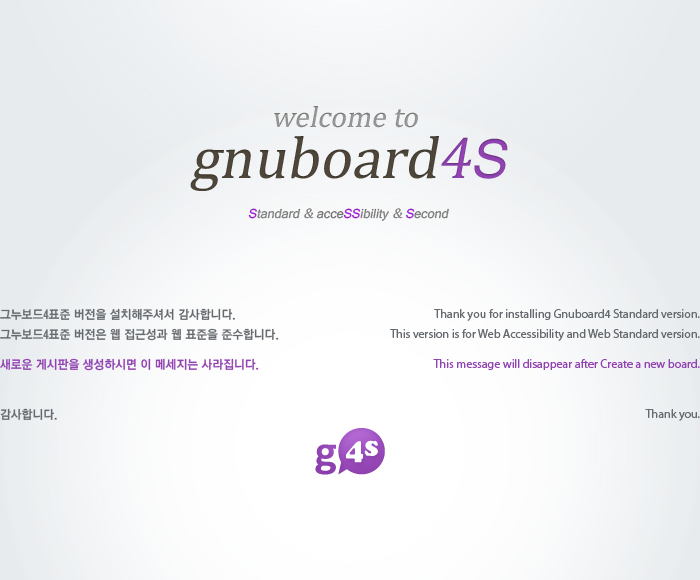 welcome to
gnuboard4S
Standard & acceSSibility & Second
그누보드4표준 버전을 설치해주셔서 감사합니다.
그누보드4표준 버전은 웹 접근성과 웹 표준을 준수합니다.
새로운 게시판을 생성하시면 이 메세지는 사라집니다.
감사합니다.
Thank you for installing Gnuboard4 Standard version.
This version is for Web Accessibility and Web Standard version.
This message will disappear after Create a new board.
Thank you.
g4s